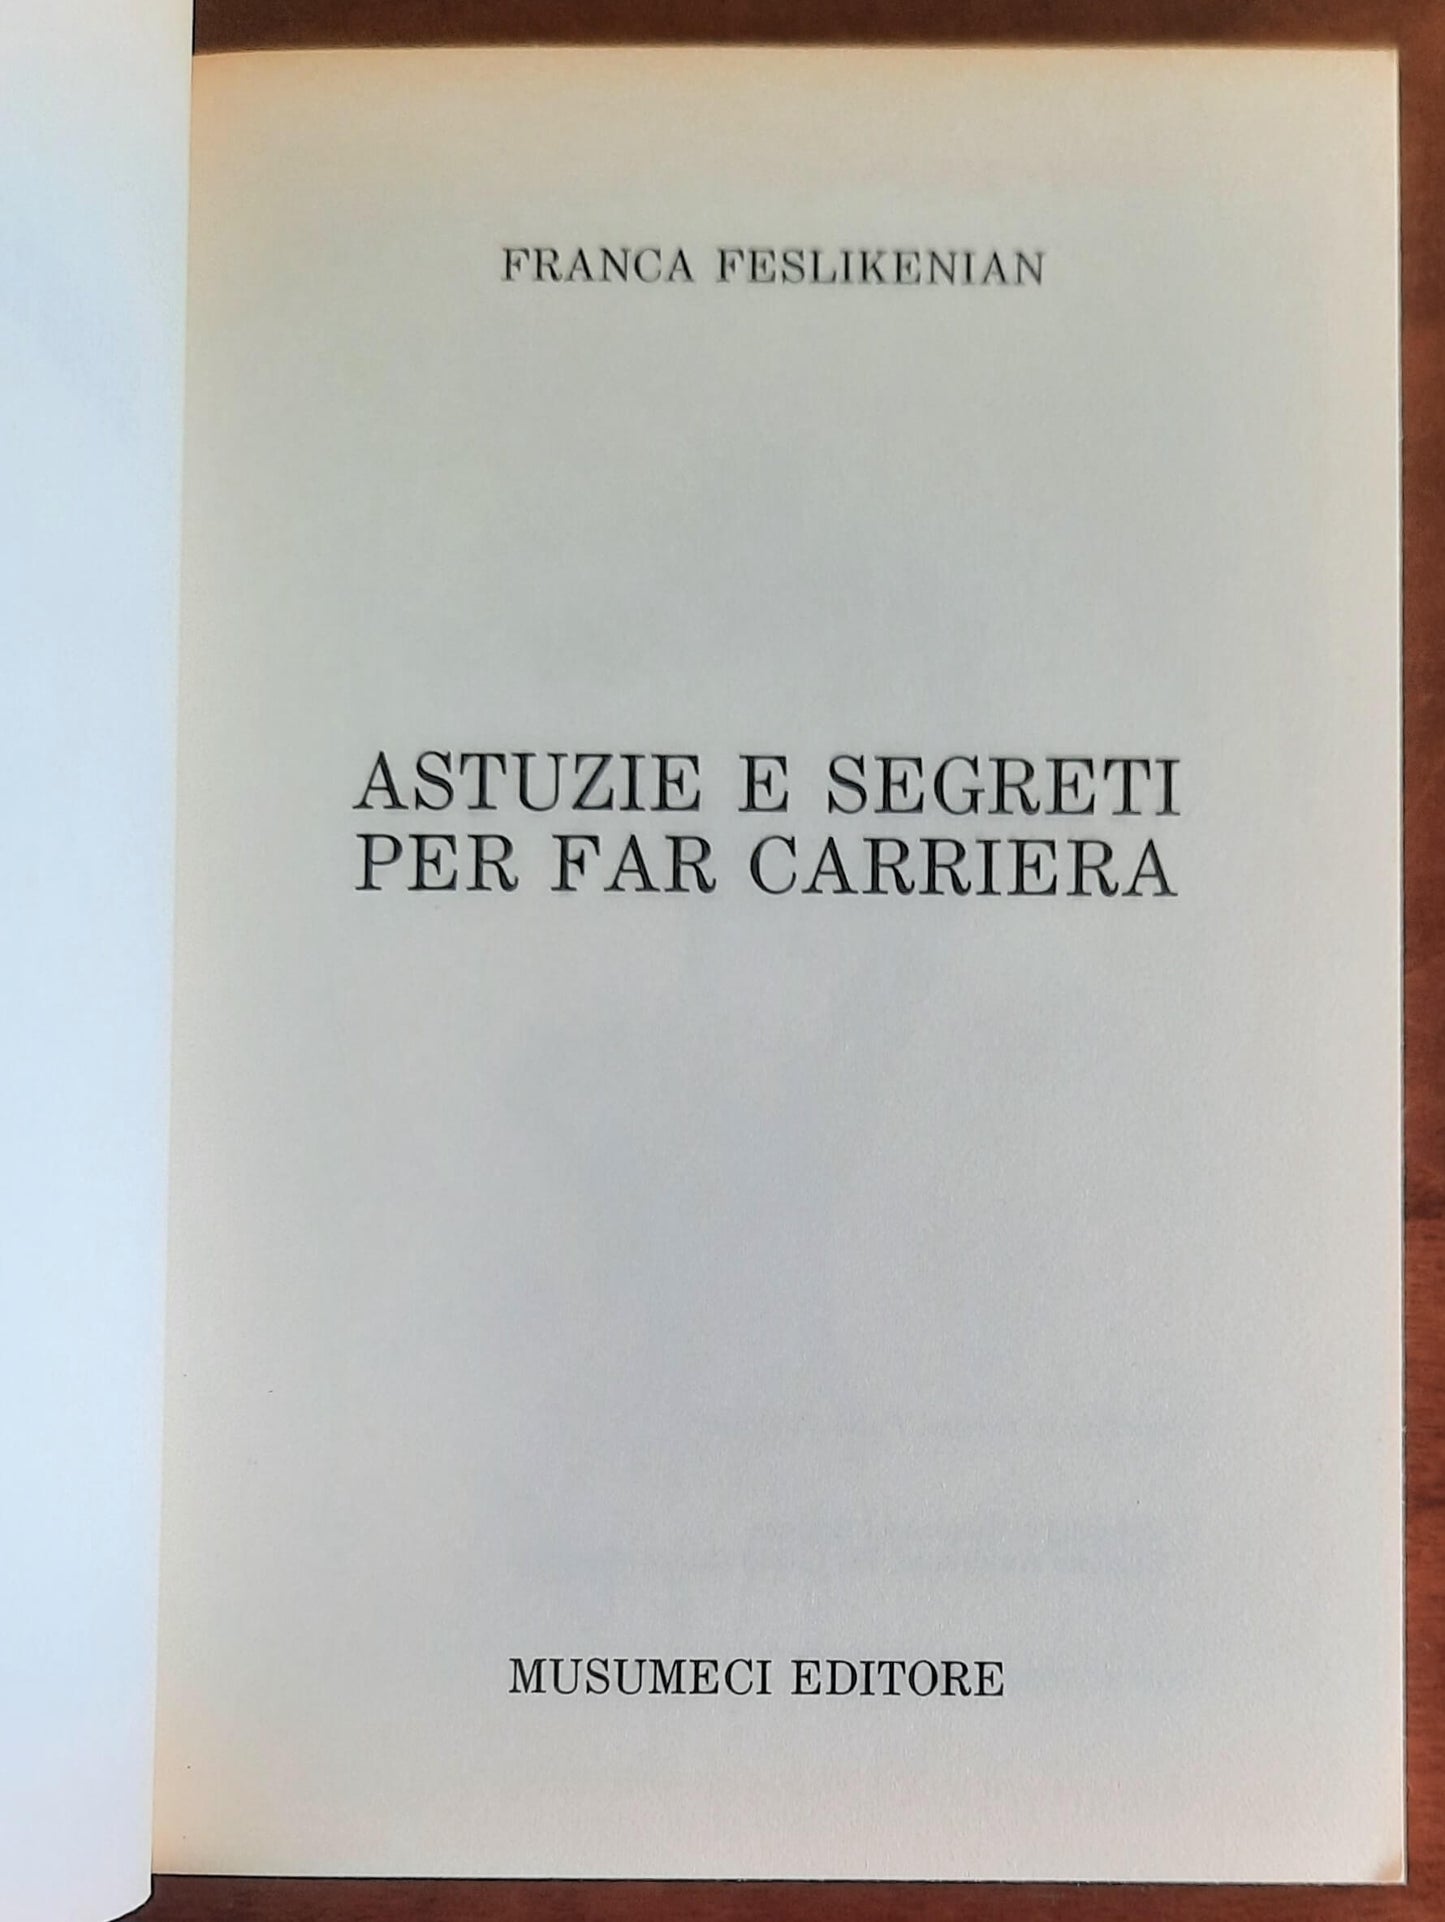 FRANCA FESLIKENIAN
ASTUZIE E SEGRETI
PER FAR CARRIERA
MUSUMECI EDITORE